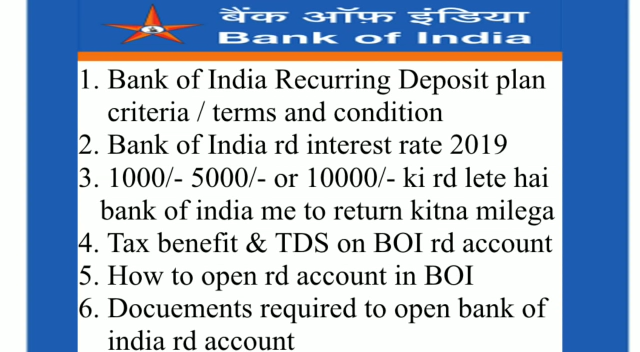 बैंक ऑफ़ इंडिया
Bank of India
1. Bank of India Recurring Deposit plan
criteria / terms and condition
2. Bank of India rd interest rate 2019
3. 1000/- 5000/- or 10000/- ki rd lete hai
bank of india me to return kitna milega
4. Tax benefit & TDS on BOI rd account
5. How to open rd account in BOI
6. Docuements required to open bank of
india rd account